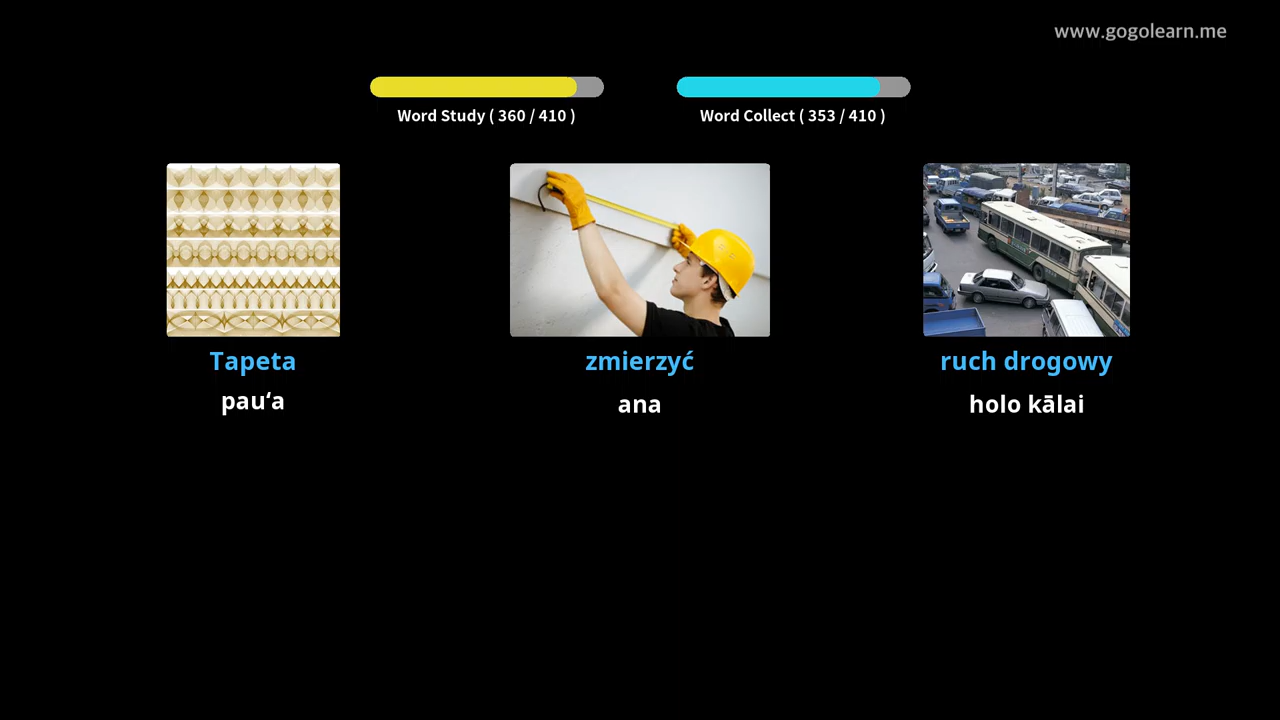 www.gogolearn.me
Word Study ( 360 / 410 )
Word Collect ( 353 / 410 )
Tapeta
zmierzyć
ruch drogowy
pauʻa
ana
holo kālai